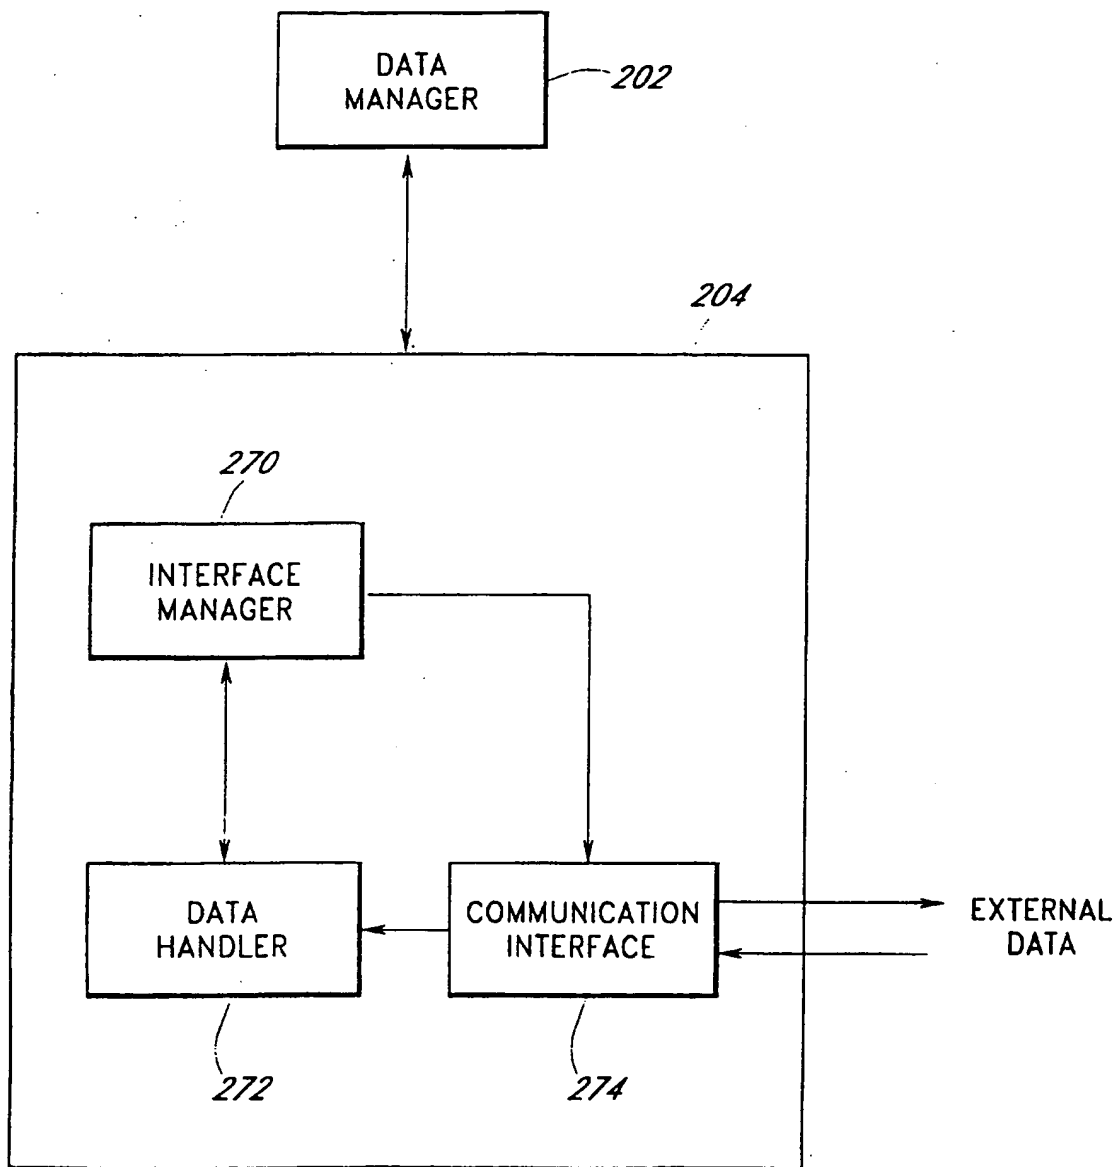 DATA
MANAGER
202
204
270
INTERFACE
MANAGER
DATA
HANDLER
COMMUNICATION
INTERFACE
EXTERNAL
DATA
272
274